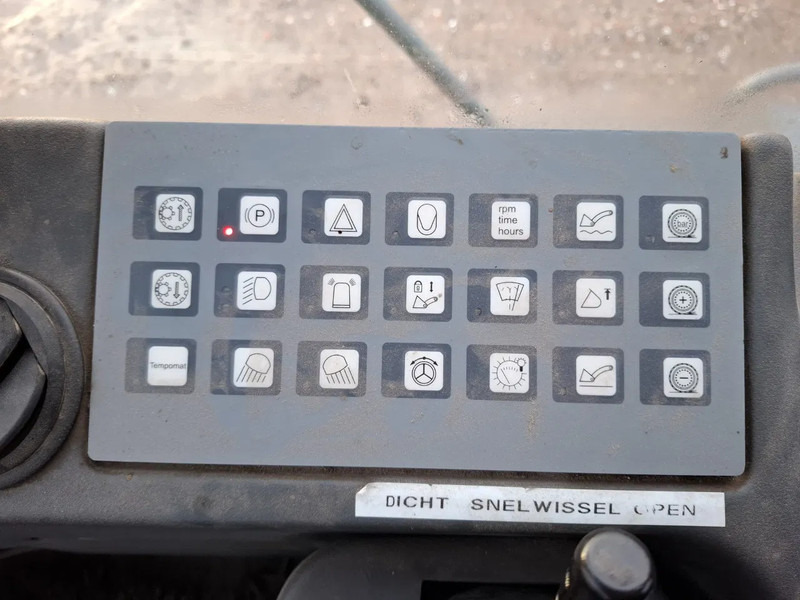 P
rpm
time
hours
bar
Tempomat
DICHT SNELWISSEL OPEN